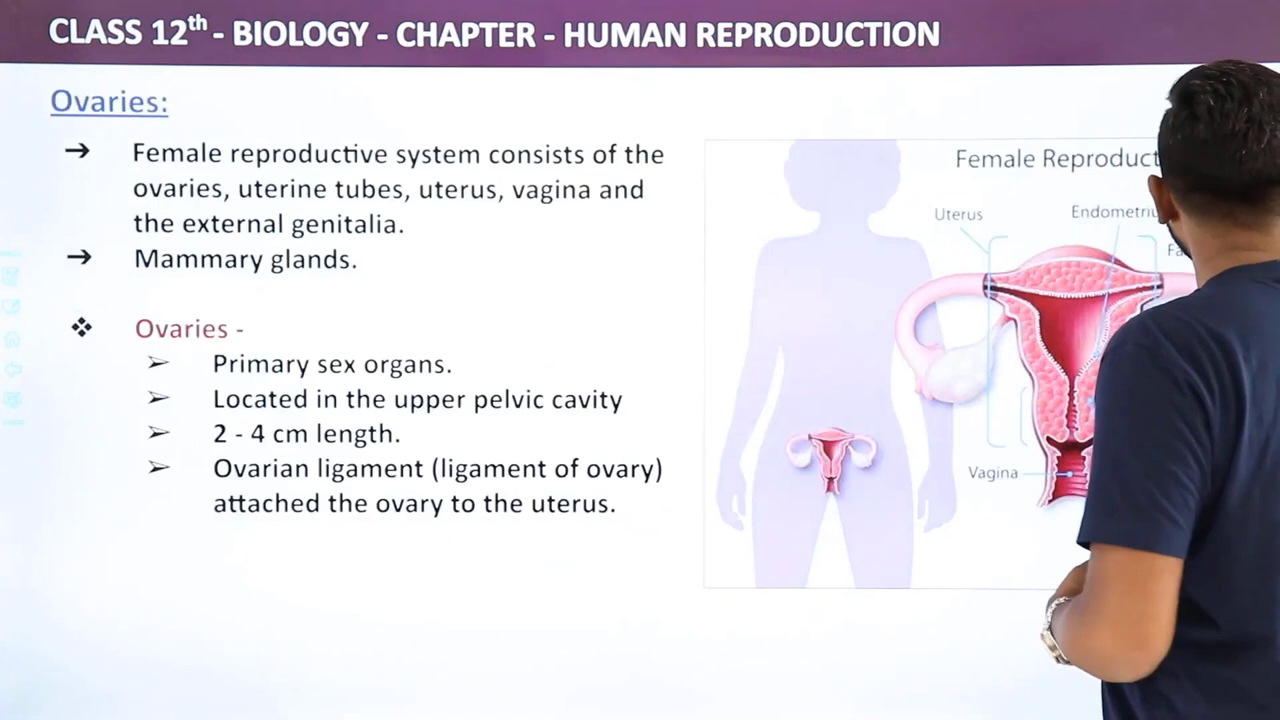 CLASS 12th - BIOLOGY - CHAPTER - HUMAN REPRODUCTION
Ovaries:
→ Female reproductive system consists of the
ovaries, uterine tubes, uterus, vagina and
the external genitalia.
→ Mammary glands.
❖ Ovaries -
➢ Primary sex organs.
➢ Located in the upper pelvic cavity
➢ 2 - 4 cm length.
➢ Ovarian ligament (ligament of ovary)
attached the ovary to the uterus.
Female
Uterus
Vagina